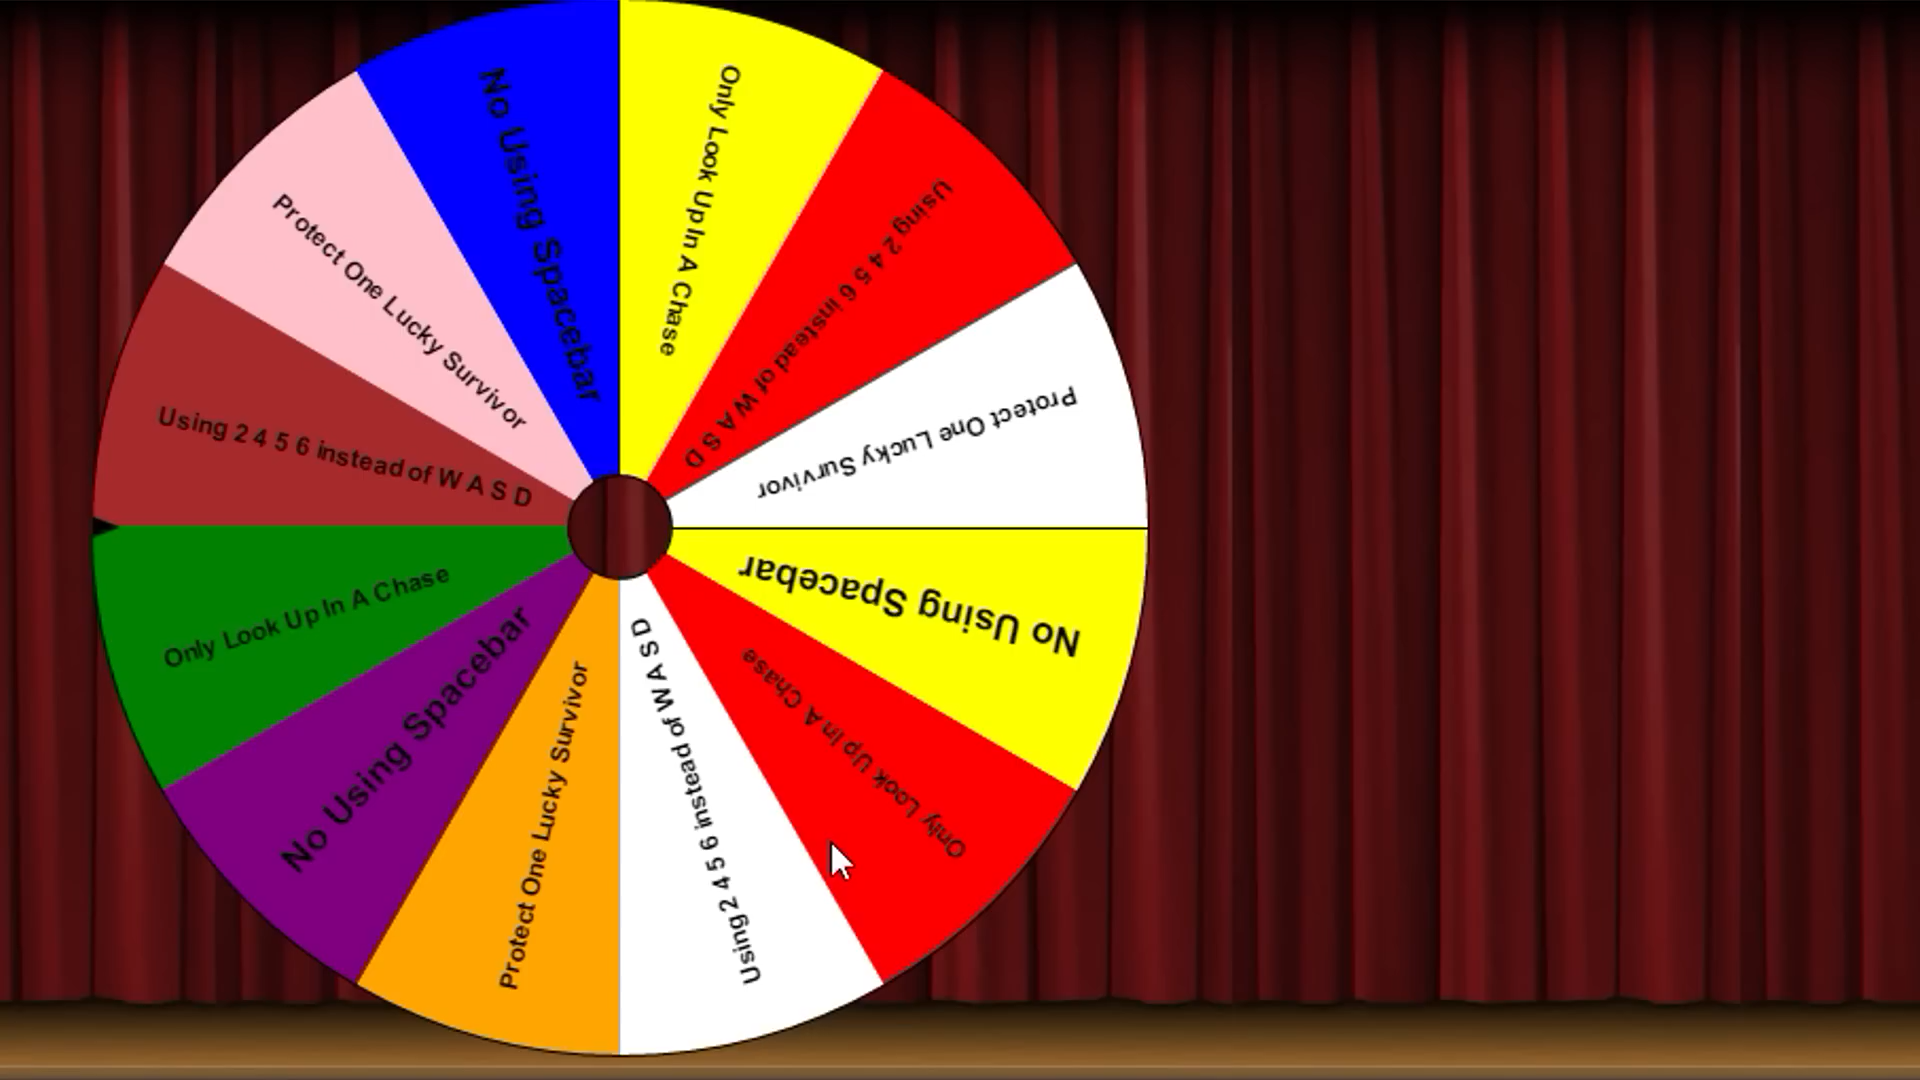 No Using Spacebar
Only Look Up In A Chase
Using 2 4 5 6 instead of W A S D
Protect One Lucky Survivor
No Using Spacebar
Only Look Up In A Chase
Using 2 4 5 6 instead of W A S D
Protect One Lucky Survivor
No Using Spacebar
Only Look Up In A Chase
Using 2 4 5 6 instead of W A S D
Protect One Lucky Survivor